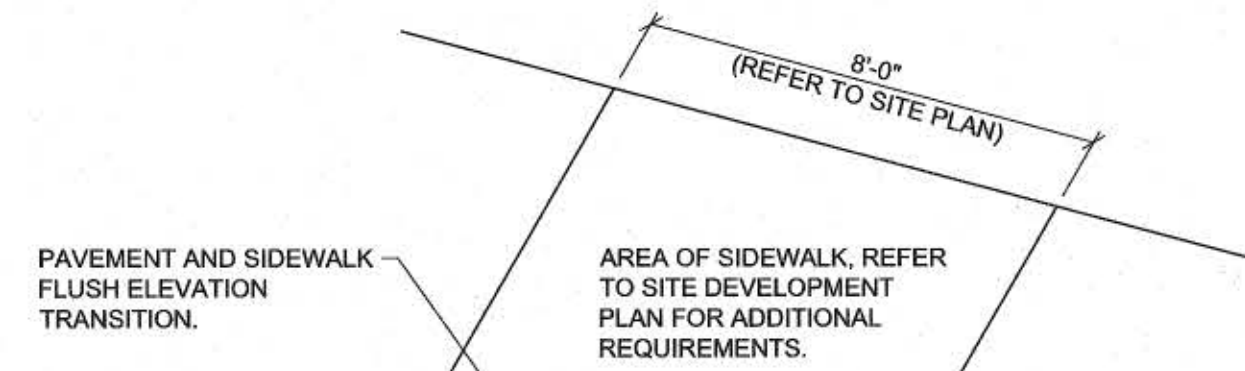 8'-0"
(REFER TO SITE PLAN)
PAVEMENT AND SIDEWALK
FLUSH ELEVATION
TRANSITION.
AREA OF SIDEWALK, REFER
TO SITE DEVELOPMENT
PLAN FOR ADDITIONAL
REQUIREMENTS.